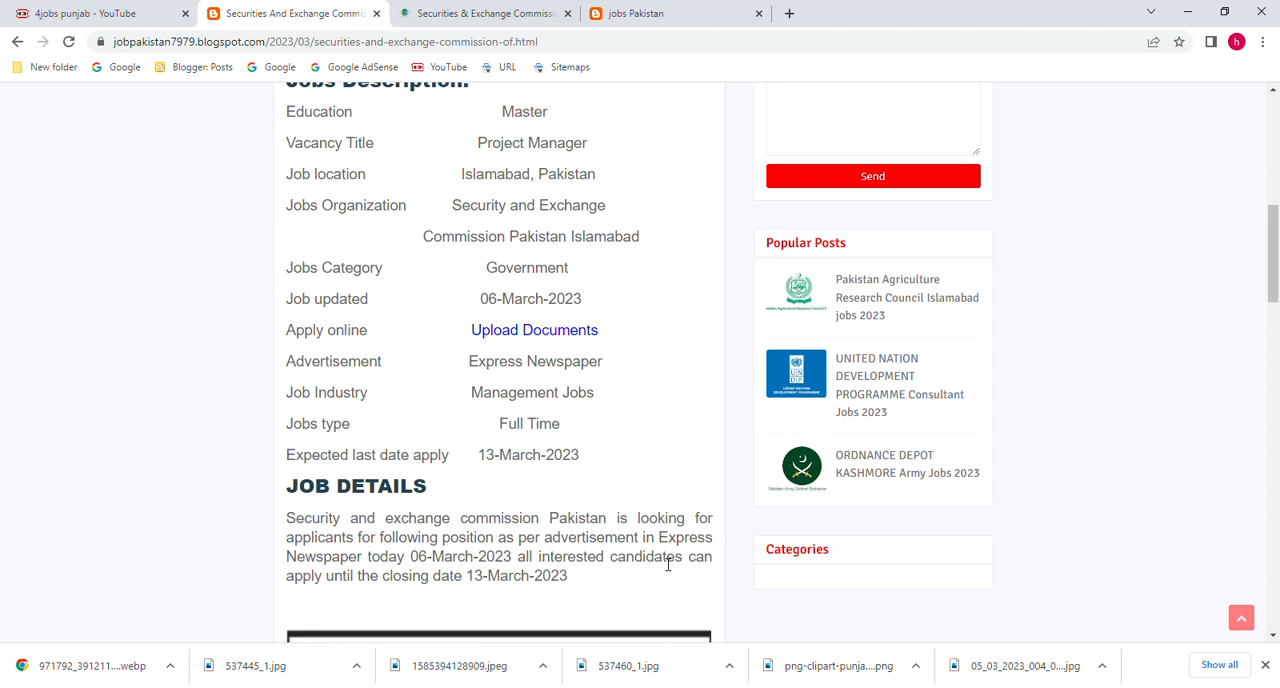 4jobs punjab - YouTube
Securities And Exchange Commis
Securities & Exchange Commissi
jobs Pakistan
jobpakistan7979.blogspot.com/2023/03/securities-and-exchange-commission-of.html
h
New folder
Google
Blogger: Posts
Google
Google AdSense
YouTube
URL
Sitemaps
Jobs Description:
Education Master
Vacancy Title Project Manager
Job location Islamabad, Pakistan
Jobs Organization Security and Exchange
Commission Pakistan Islamabad
Jobs Category Government
Job updated 06-March-2023
Apply online Upload Documents
Advertisement Express Newspaper
Job Industry Management Jobs
Jobs type Full Time
Expected last date apply 13-March-2023
JOB DETAILS
Security and exchange commission Pakistan is looking for
applicants for following position as per advertisement in Express
Newspaper today 06-March-2023 all interested candidates can
apply until the closing date 13-March-2023
Send
Popular Posts
Pakistan Agriculture
Research Council Islamabad
jobs 2023
UNITED NATION
DEVELOPMENT
PROGRAMME Consultant
Jobs 2023
ORDNANCE DEPOT
KASHMORE Army Jobs 2023
Categories
971792_391211....webp
537445_1.jpg
1585394128909.jpeg
537460_1.jpg
png-clipart-punja....png
05_03_2023_004_0....jpg
Show all